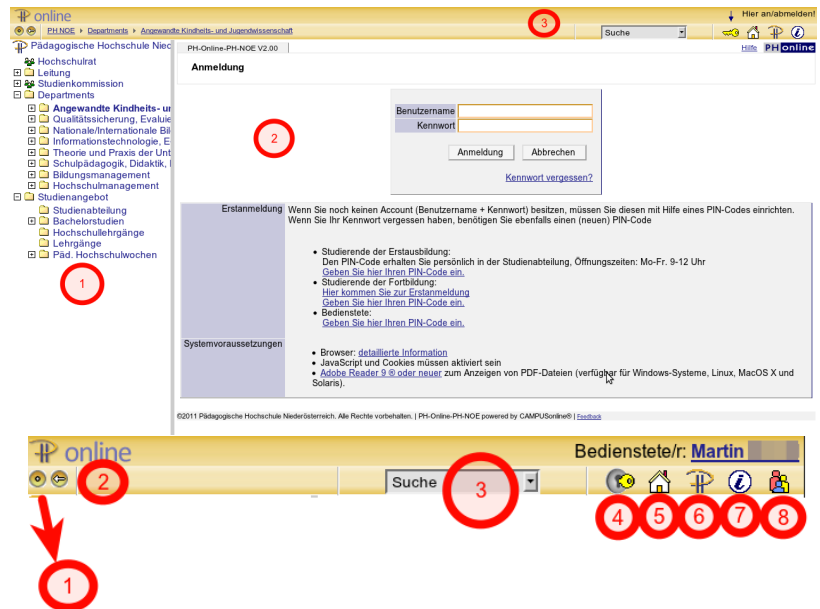 online
Hier an/abmelden!
3
PH NOE Departments Angewandte Kindheits- und Jugendwissenschaft
Suche
Pädagogische Hochschule Nied
Hochschulrat
Leitung
Studienkommission
Departments
Angewandte Kindheits- ur
Qualitätssicherung, Evaluie
Nationale/Internationale Bil
Informationstechnologie, E
Theorie und Praxis der Unt
Schulpädagogik, Didaktik,
Bildungsmanagement
Hochschulmanagement
Studienangebot
Studienabteilung
Bachelorstudien
Hochschullehrgänge
Lehrgänge
Päd. Hochschulwochen
1
PH-Online-PH-NOE V2.00
Hilfe PH online
Anmeldung
2
Benutzername
Kennwort
Anmeldung Abbrechen
Kennwort vergessen?
Erstanmeldung
Wenn Sie noch keinen Account (Benutzername + Kennwort) besitzen, müssen Sie diesen mit Hilfe eines PIN-Codes einrichten.
Wenn Sie Ihr Kennwort vergessen haben, benötigen Sie ebenfalls einen (neuen) PIN-Code
• Studierende der Erstausbildung:
Den PIN-Code erhalten Sie persönlich in der Studienabteilung, Öffnungszeiten: Mo-Fr. 9-12 Uhr
Geben Sie hier Ihren PIN-Code ein.
• Studierende der Fortbildung:
Hier kommen Sie zur Erstanmeldung
Geben Sie hier Ihren PIN-Code ein.
• Bedienstete:
Geben Sie hier Ihren PIN-Code ein.
Systemvoraussetzungen
• Browser: detaillierte Information
• JavaScript und Cookies müssen aktiviert sein
• Adobe Reader 9 ® oder neuer zum Anzeigen von PDF-Dateien (verfügbar für Windows-Systeme, Linux, MacOS X und
Solaris).
©2011 Pädagogische Hochschule Niederösterreich. Alle Rechte vorbehalten. | PH-Online-PH-NOE powered by CAMPUSonline® | Feedback
online
Bedienstete/r: Martin
2
Suche
3
4 5 6 7 8
1